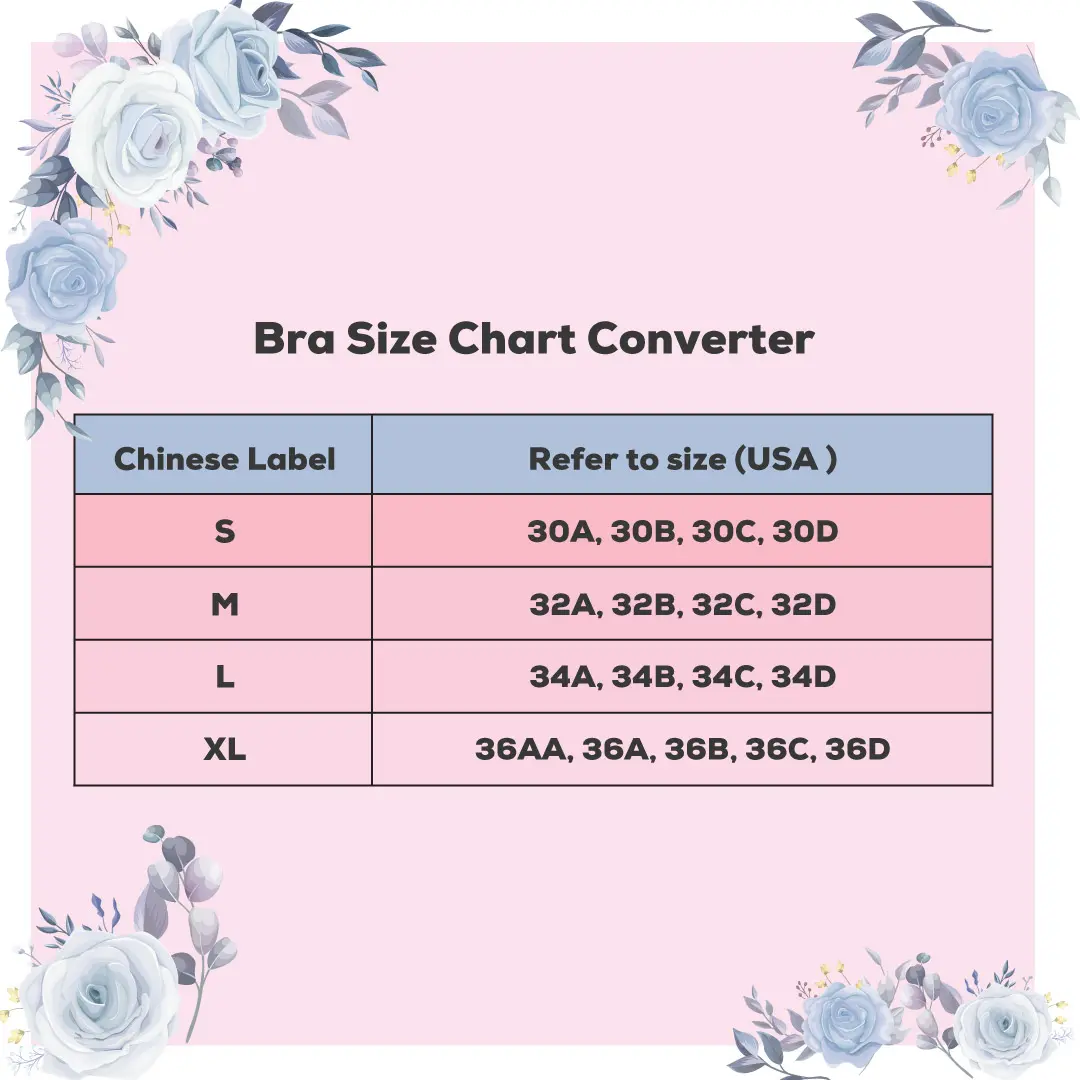 Bra Size Chart Converter
Chinese Label Refer to size (USA )
S 30A, 30B, 30C, 30D
M 32A, 32B, 32C, 32D
L 34A, 34B, 34C, 34D
XL 36AA, 36A, 36B, 36C, 36D